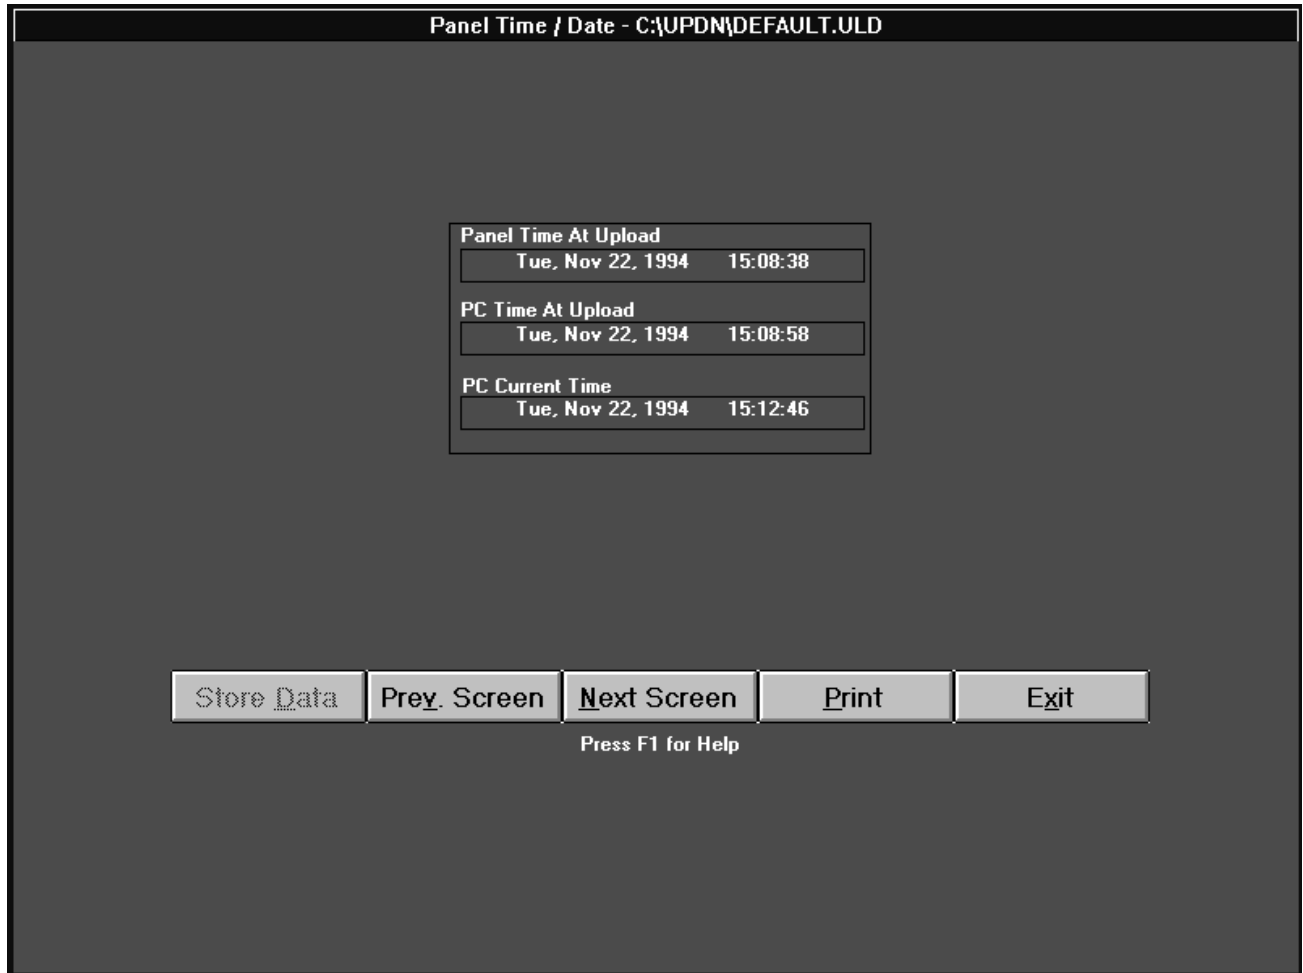 Panel Time / Date - C:\UPDN\DEFAULT.ULD
Panel Time At Upload
Tue, Nov 22, 1994 15:08:38
PC Time At Upload
Tue, Nov 22, 1994 15:08:58
PC Current Time
Tue, Nov 22, 1994 15:12:46
Store Data Prev. Screen Next Screen Print Exit
Press F1 for Help